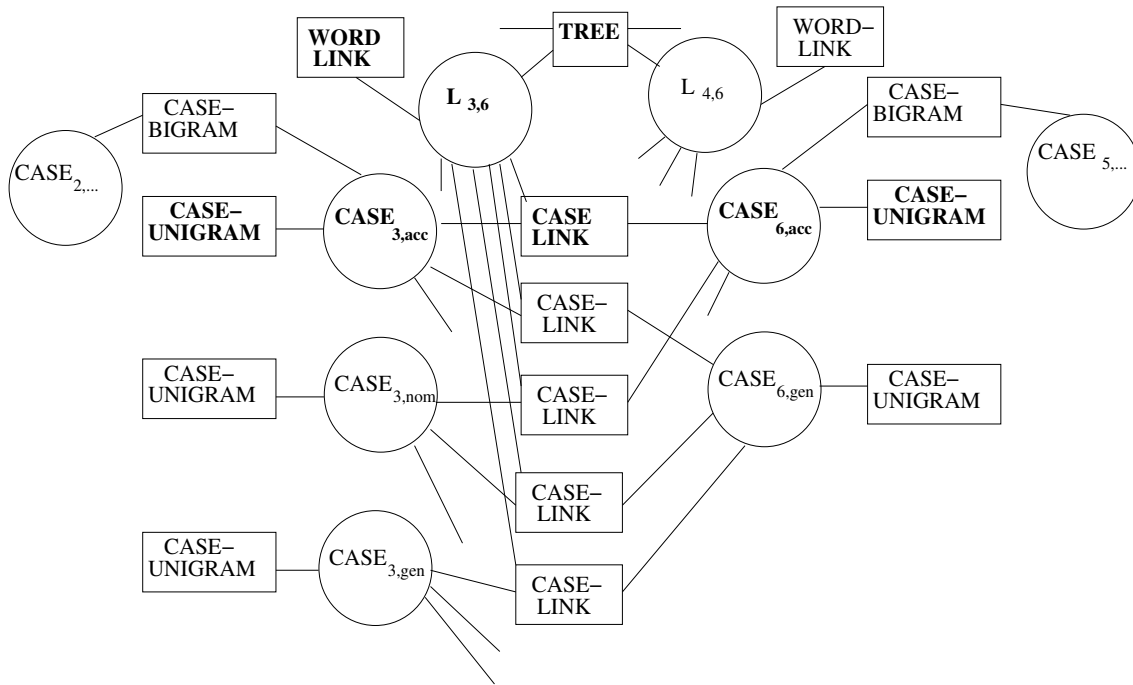 WORD
LINK
TREE
WORD–
LINK
L 3,6
L 4,6
CASE–
BIGRAM
CASE–
BIGRAM
CASE 2,...
CASE 5,...
CASE–
UNIGRAM
CASE 3,acc
CASE
LINK
CASE 6,acc
CASE–
UNIGRAM
CASE–
LINK
CASE–
UNIGRAM
CASE 3,nom
CASE–
LINK
CASE 6,gen
CASE–
UNIGRAM
CASE–
LINK
CASE–
UNIGRAM
CASE 3,gen
CASE–
LINK